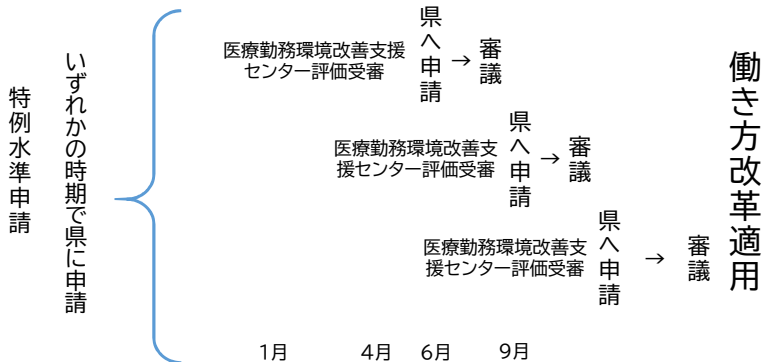 特例水準申請
いずれかの時期で県に申請
医療勤務環境改善支援
センター評価受審
県へ申請
→
審議
医療勤務環境改善支
援センター評価受審
県へ申請
→
審議
医療勤務環境改善支
援センター評価受審
県へ申請
→
審議
働き方改革適用
1月
4月
6月
9月